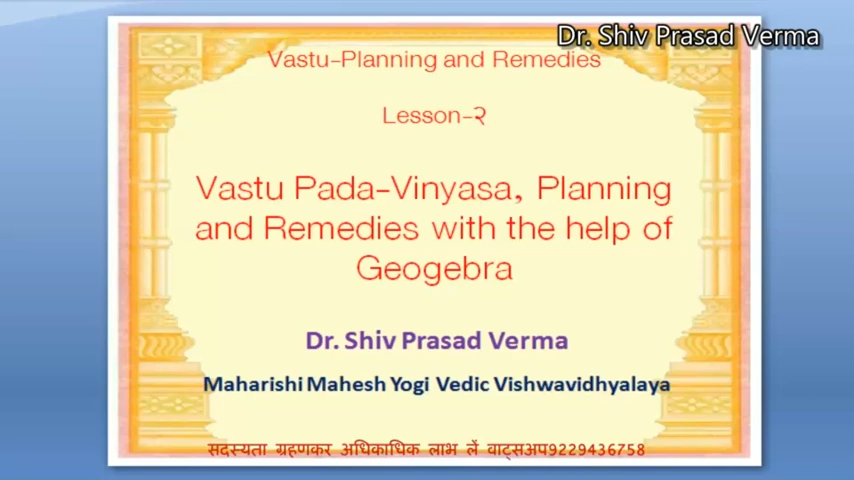 Dr. Shiv Prasad Verma
Vastu-Planning and Remedies
Lesson-२
Vastu Pada-Vinyasa, Planning
and Remedies with the help of
Geogebra
Dr. Shiv Prasad Verma
Maharishi Mahesh Yogi Vedic Vishwavidhyalaya
सदस्यता ग्रहणकर अधिकाधिक लाभ लें वाट्सअप9229436758